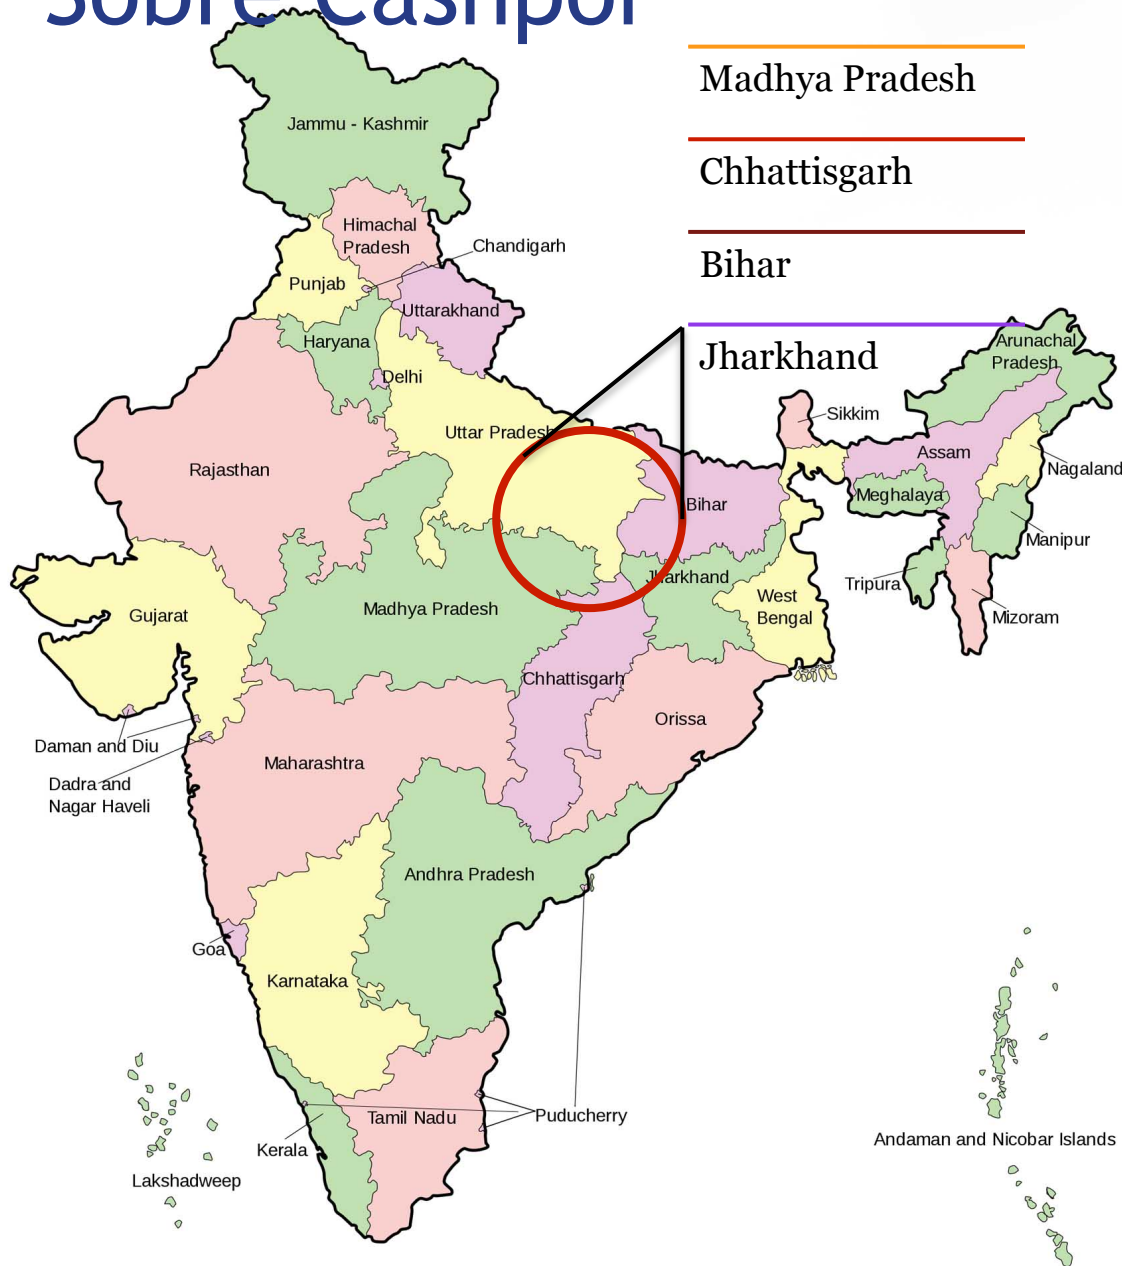 Sobre Cashpor
Madhya Pradesh
Chhattisgarh
Bihar
Jharkhand
Jammu - Kashmir
Himachal
Pradesh
Chandigarh
Punjab
Uttarakhand
Haryana
Delhi
Arunachal
Pradesh
Sikkim
Uttar Pradesh
Assam
Nagaland
Rajasthan
Bihar
Meghalaya
Manipur
Jharkhand
Tripura
West
Bengal
Mizoram
Gujarat
Madhya Pradesh
Chhattisgarh
Orissa
Daman and Diu
Maharashtra
Dadra and
Nagar Haveli
Andhra Pradesh
Goa
Karnataka
Puducherry
Tamil Nadu
Kerala
Andaman and Nicobar Islands
Lakshadweep